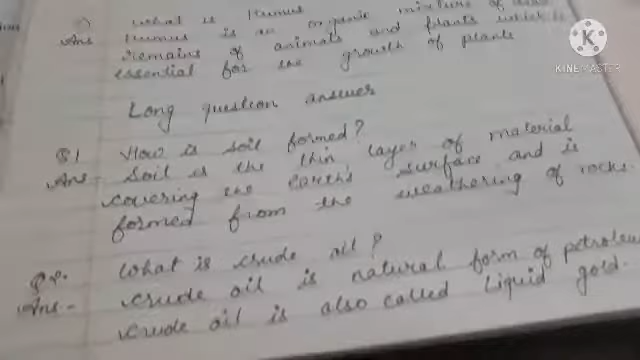 What is Humus
Ans Humus is an organic mixture of
remains of animals and plants which is
essential for the growth of plants
Long question answer
Q1 How is soil formed?
Ans- Soil is the thin layer of material
covering the earth's surface and is
formed from the weathering of rocks.
Q2. What is crude oil?
Ans- crude oil is natural form of petroleum
crude oil is also called liquid gold.
KINEMASTER